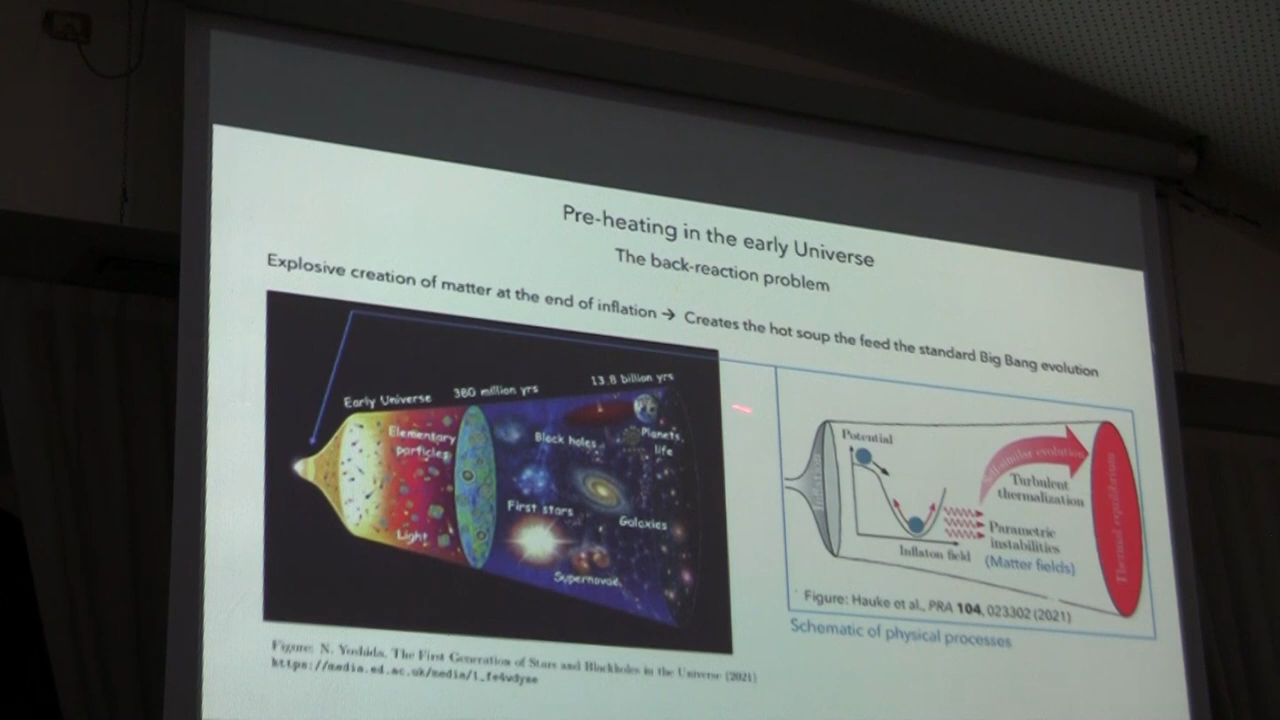 Pre-heating in the early Universe
The back-reaction problem
Explosive creation of matter at the end of inflation → Creates the hot soup the feed the standard Big Bang evolution
Early Universe
380 million yrs
13.8 billion yrs
Elementary
particles
Light
Black holes
Planets,
life
First stars
Galaxies
Supernovae
Potential
Inflaton field
Self-similar evolution
Turbulent
thermalization
Parametric
instabilities
(Matter fields)
Thermal equilibrium
Figure: Hauke et al., PRA 104, 023302 (2021)
Schematic of physical processes
Figure: N. Yoshida, The First Generation of Stars and Blackholes in the Universe (2021)